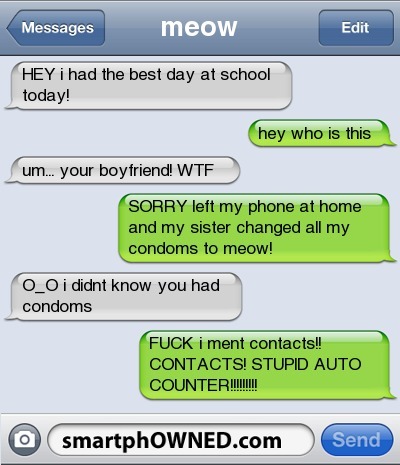 Messages
meow
Edit
HEY i had the best day at school
today!
hey who is this
um... your boyfriend! WTF
SORRY left my phone at home
and my sister changed all my
condoms to meow!
O_O i didnt know you had
condoms
FUCK i ment contacts!!
CONTACTS! STUPID AUTO
COUNTER!!!!!!!!!
smartphOWNED.com
Send